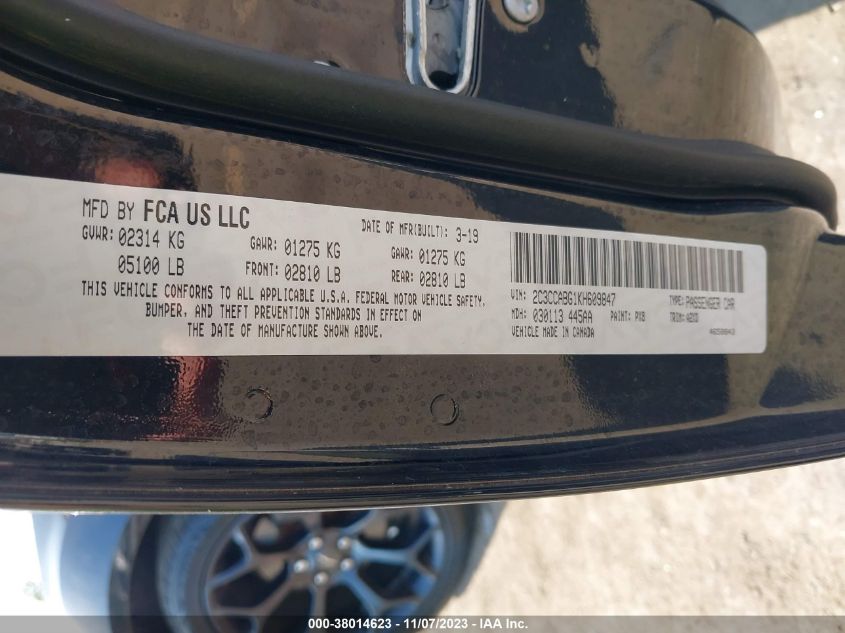 MFD BY FCA US LLC
DATE OF MFR(BUILT): 3-19
GVWR: 02314 KG GAWR: 01275 KG GAWR: 01275 KG
05100 LB FRONT: 02810 LB REAR: 02810 LB
THIS VEHICLE CONFORMS TO ALL APPLICABLE U.S.A. FEDERAL MOTOR VEHICLE SAFETY,
BUMPER, AND THEFT PREVENTION STANDARDS IN EFFECT ON
THE DATE OF MANUFACTURE SHOWN ABOVE.
VIN: 2C3CCABG1KH609847 TYPE: PASSENGER CAR
MDH: 030113 445AA PAINT: PX8 TRIM:
VEHICLE MADE IN CANADA
000-38014623 - 11/07/2023 - IAA Inc.